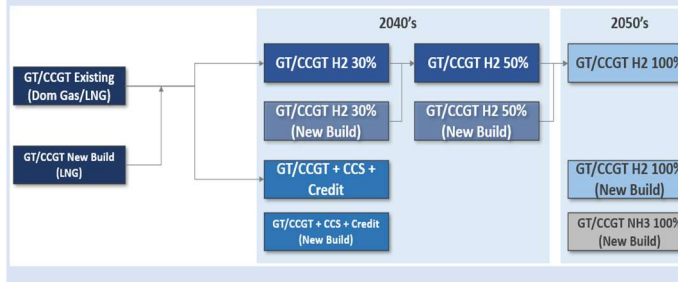 2040's
2050's
GT/CCGT Existing
(Dom Gas/LNG)
GT/CCGT New Build
(LNG)
GT/CCGT H2 30%
GT/CCGT H2 50%
GT/CCGT H2 100%
GT/CCGT H2 30%
(New Build)
GT/CCGT H2 50%
(New Build)
GT/CCGT + CCS +
Credit
GT/CCGT H2 100%
(New Build)
GT/CCGT + CCS + Credit
(New Build)
GT/CCGT NH3 100%
(New Build)